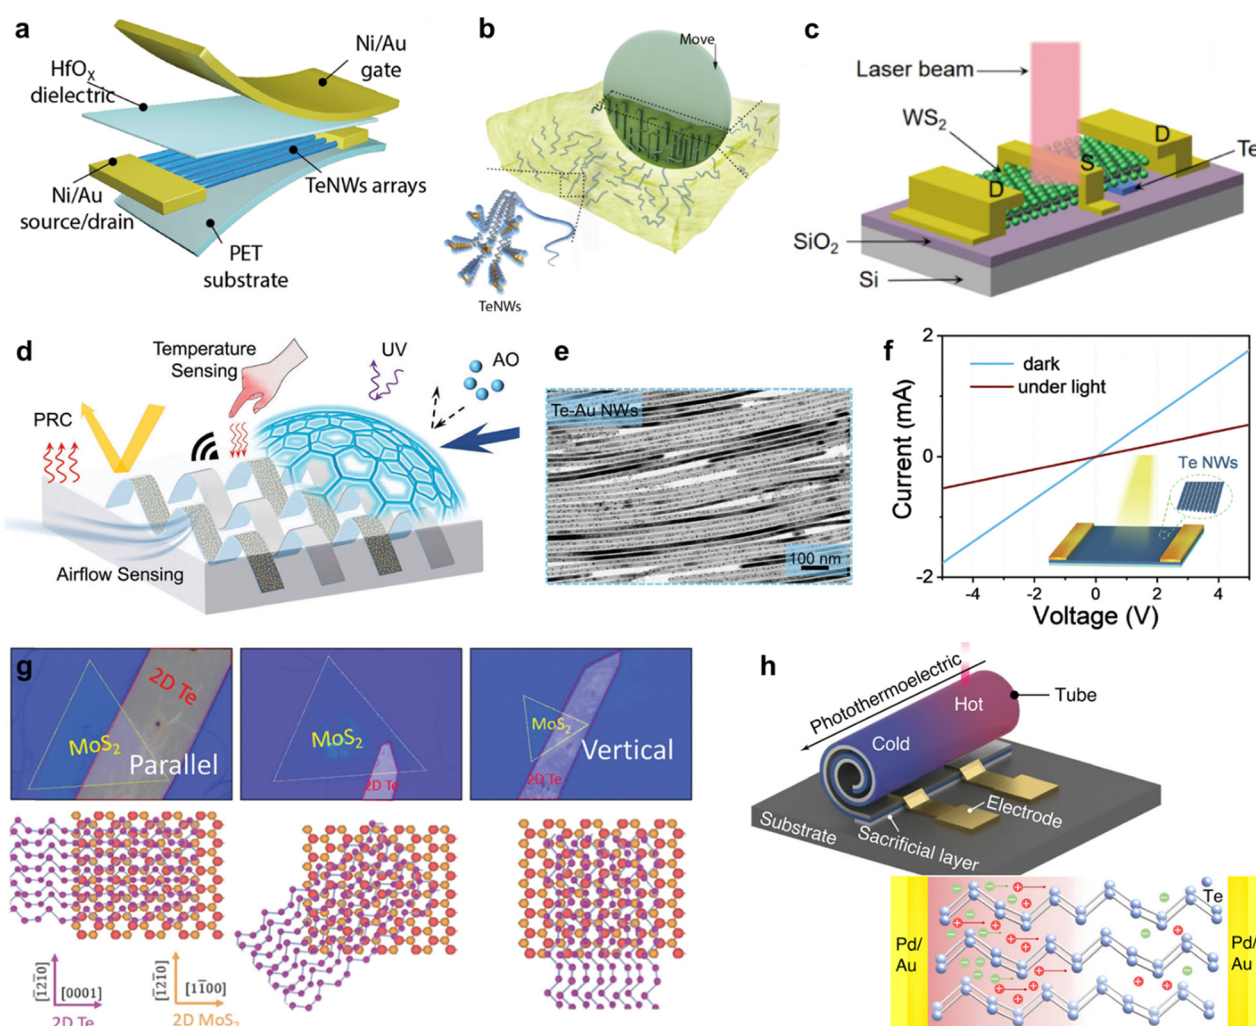 a
Ni/Au
gate
HfOₓ
dielectric
TeNWs arrays
Ni/Au
source/drain
PET
substrate
b
Move
TeNWs
c
Laser beam
WS₂
D
S
D
Te
SiO₂
Si
d
Temperature
Sensing
UV
AO
PRC
Airflow Sensing
e
Te-Au NWs
100 nm
f
2
0
-2
Current (mA)
dark
under light
Te NWs
-4
-2
0
2
4
Voltage (V)
g
2D Te
MoS₂
Parallel
MoS₂
2D Te
MoS₂
Vertical
2D Te
[1̄21̄0]
[0001]
2D Te
[1̄21̄0]
[11̄00]
2D MoS₂
h
Photothermoelectric
Hot
Tube
Cold
Electrode
Sacrificial layer
Substrate
Te
Pd/
Au
Pd/
Au